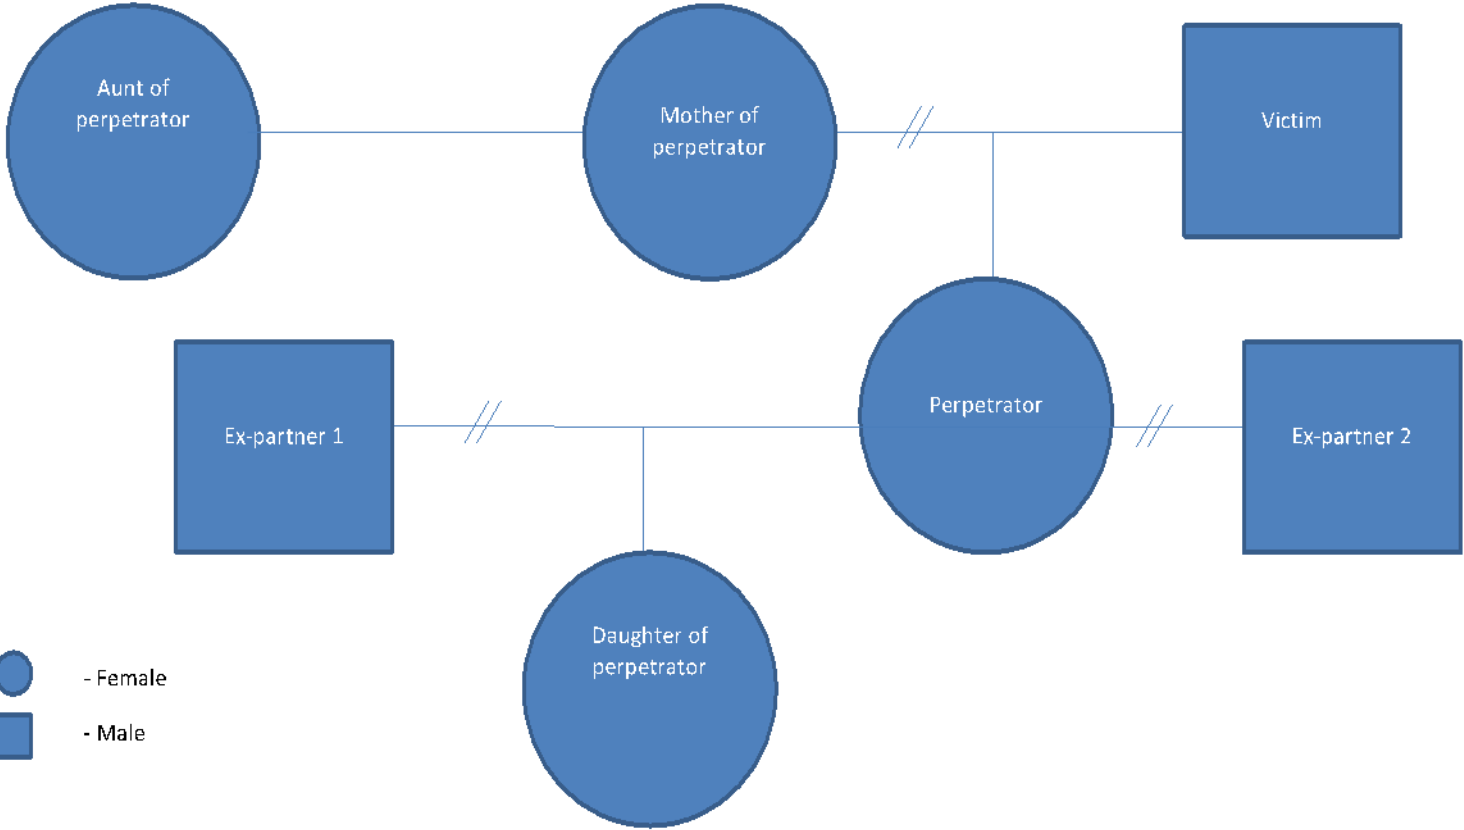 Aunt of
perpetrator
Mother of
perpetrator
Victim
Ex-partner 1
Perpetrator
Ex-partner 2
Daughter of
perpetrator
- Female
- Male